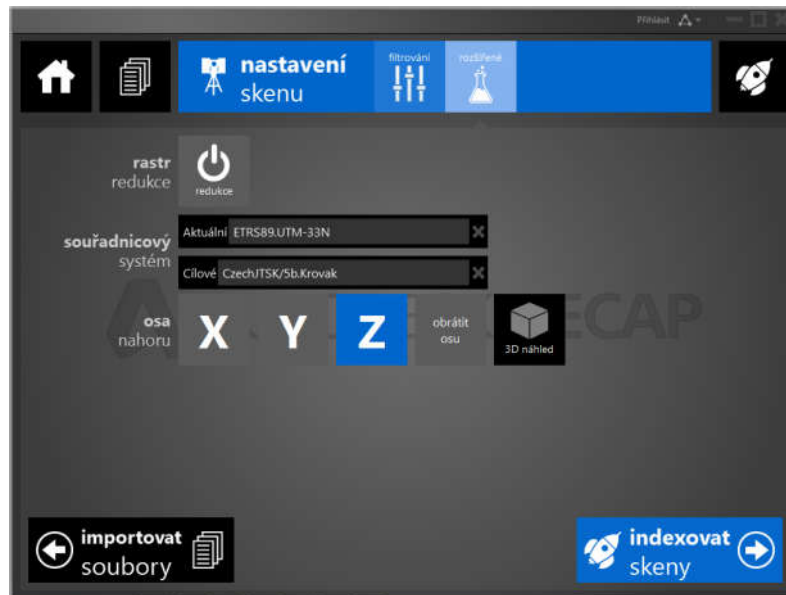 Přihlásit
nastavení
skenu
filtrování
rozšířené
rastr
redukce
redukce
souřadnicový
systém
Aktuální ETRS89.UTM-33N
Cílové CzechJTSK/5b.Krovak
osa
nahoru
X
Y
Z
obrátit
osu
3D náhled
ECAP
importovat
soubory
indexovat
skeny